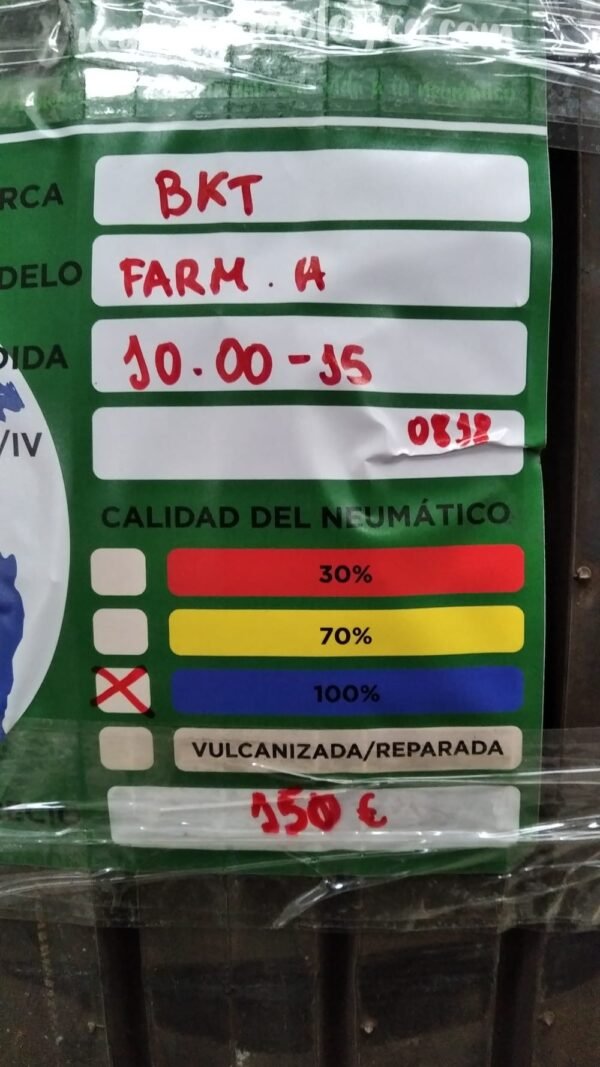 RCA BKT
DELO FARM. H
DIDA 10.00-15
/IV 0818
CALIDAD DEL NEUMÁTICO
30%
70%
X 100%
VULCANIZADA/REPARADA
150 €